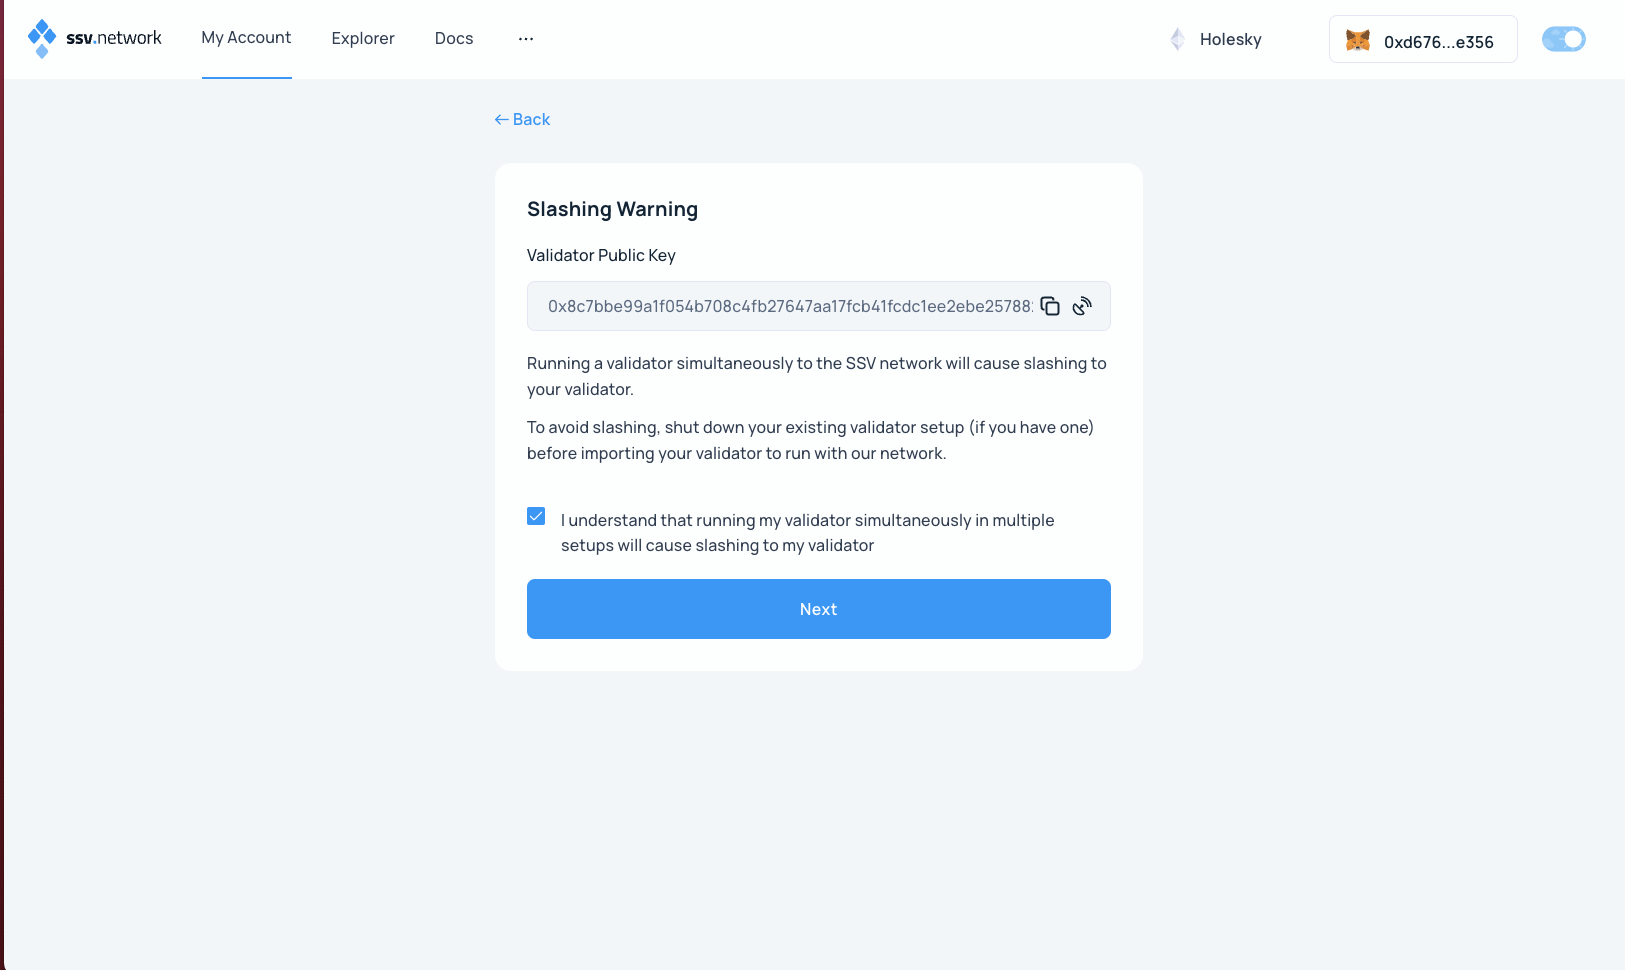 ssv.network
My Account
Explorer
Docs
...
Holesky
0xd676...e356
← Back
Slashing Warning
Validator Public Key
0x8c7bbe99a1f054b708c4fb27647aa17fcb41fcdc1ee2ebe25788
Running a validator simultaneously to the SSV network will cause slashing to
your validator.
To avoid slashing, shut down your existing validator setup (if you have one)
before importing your validator to run with our network.
I understand that running my validator simultaneously in multiple
setups will cause slashing to my validator
Next